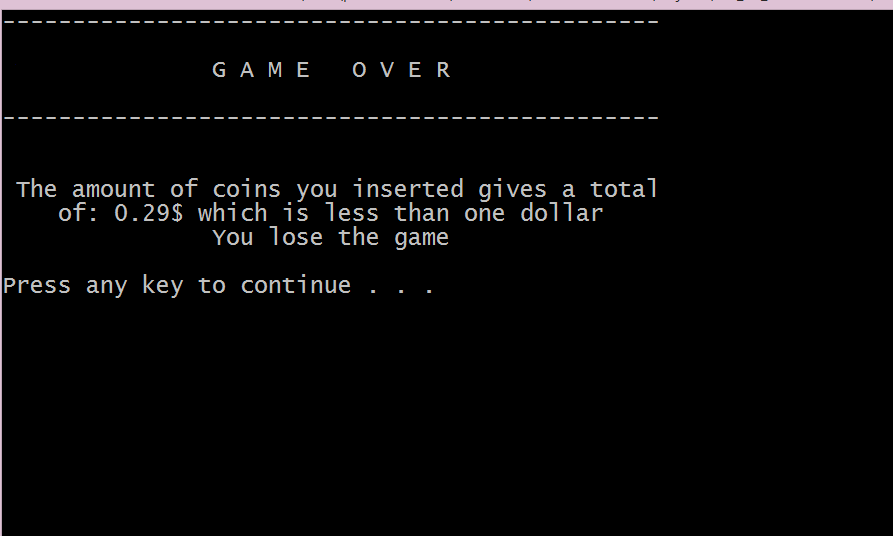 -----------------------------------------------
G A M E   O V E R
-----------------------------------------------
The amount of coins you inserted gives a total
of: 0.29$ which is less than one dollar
You lose the game
Press any key to continue . . .